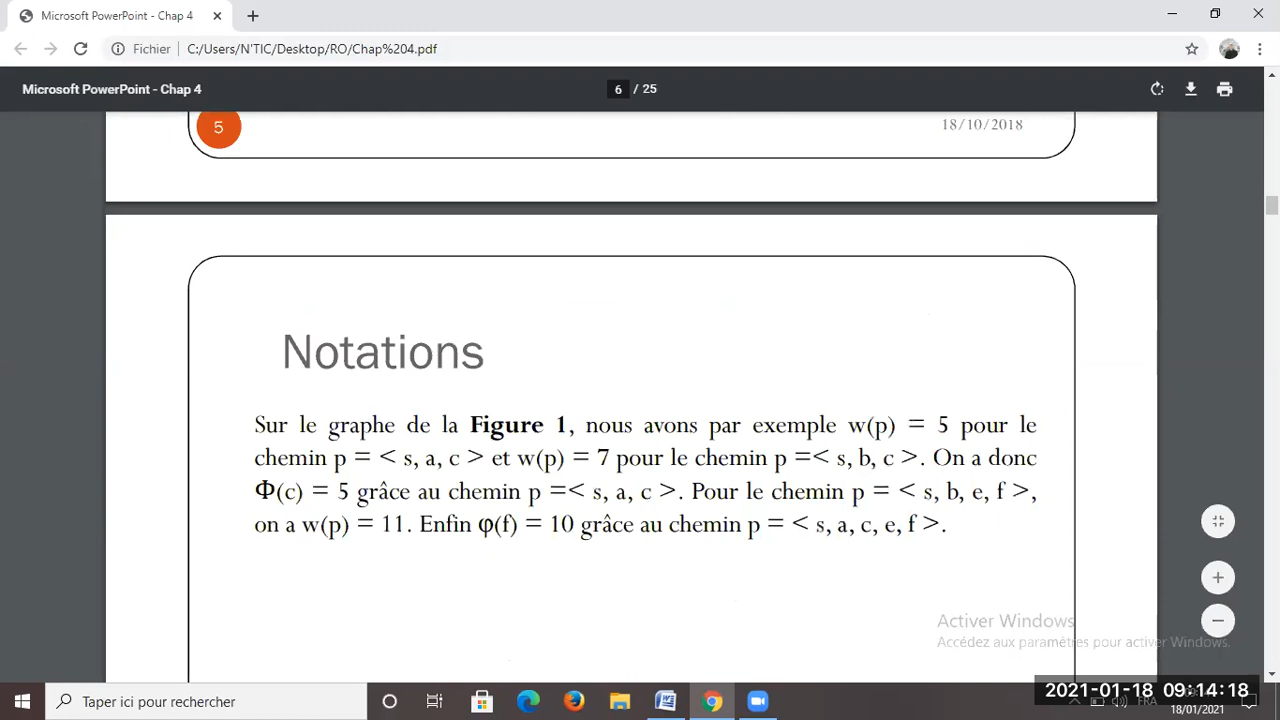 Microsoft PowerPoint - Chap 4
Fichier
C:/Users/N'TIC/Desktop/RO/Chap%204.pdf
Microsoft PowerPoint - Chap 4
6 / 25
5
18/10/2018
Notations
Sur le graphe de la Figure 1, nous avons par exemple w(p) = 5 pour le
chemin p = < s, a, c > et w(p) = 7 pour le chemin p =< s, b, c >. On a donc
Φ(c) = 5 grâce au chemin p =< s, a, c >. Pour le chemin p = < s, b, e, f >,
on a w(p) = 11. Enfin φ(f) = 10 grâce au chemin p = < s, a, c, e, f >.
Activer Windows
Accédez aux paramètres pour activer Windows.
Taper ici pour rechercher
2021-01-18 09:14:18
FRA
18/01/2021